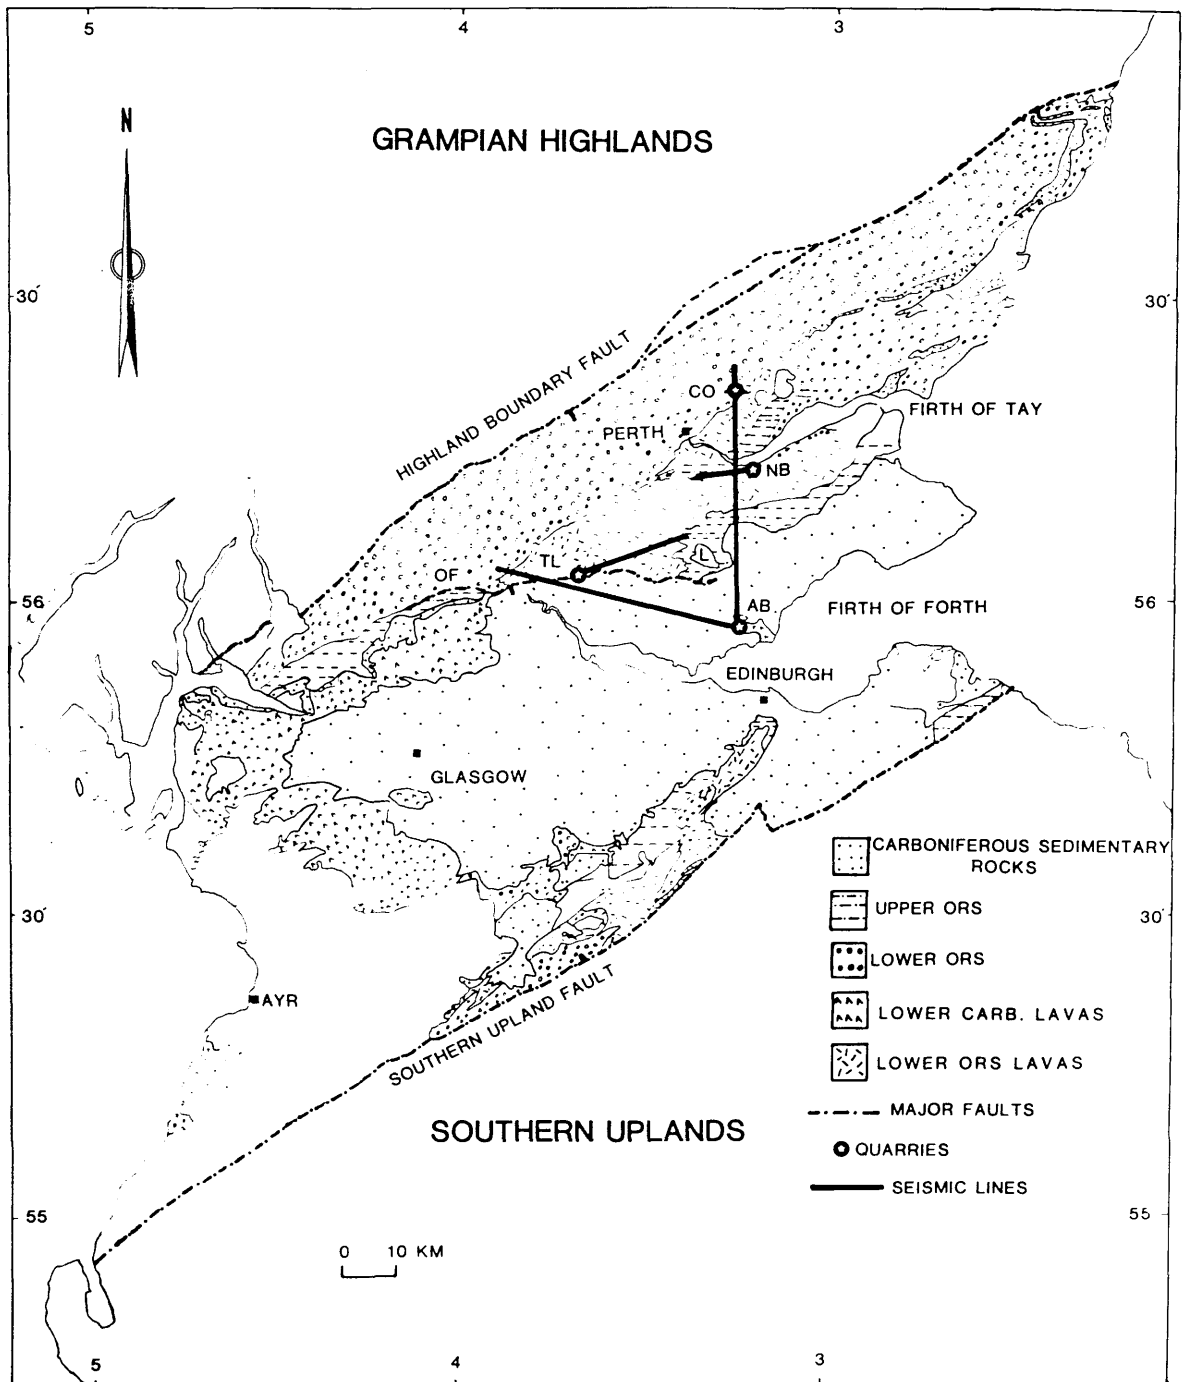 5 4 3
N
GRAMPIAN HIGHLANDS
30′ 30′
HIGHLAND BOUNDARY FAULT
CO
PERTH
FIRTH OF TAY
NB
TL
L
OF
AB
56 56
FIRTH OF FORTH
EDINBURGH
GLASGOW
CARBONIFEROUS SEDIMENTARY
ROCKS
30′ 30′
UPPER ORS
LOWER ORS
AYR
SOUTHERN UPLAND FAULT
LOWER CARB. LAVAS
LOWER ORS LAVAS
MAJOR FAULTS
SOUTHERN UPLANDS
QUARRIES
SEISMIC LINES
55 55
0 10 KM
5 4 3